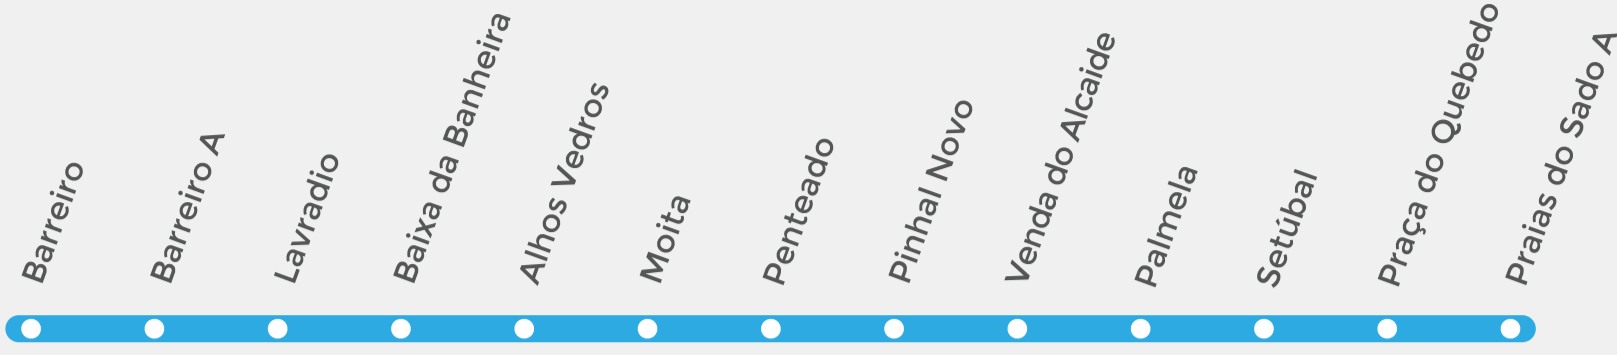 Barreiro
Barreiro A
Lavradio
Baixa da Banheira
Alhos Vedros
Moita
Penteado
Pinhal Novo
Venda do Alcaide
Palmela
Setúbal
Praça do Quebedo
Praias do Sado A